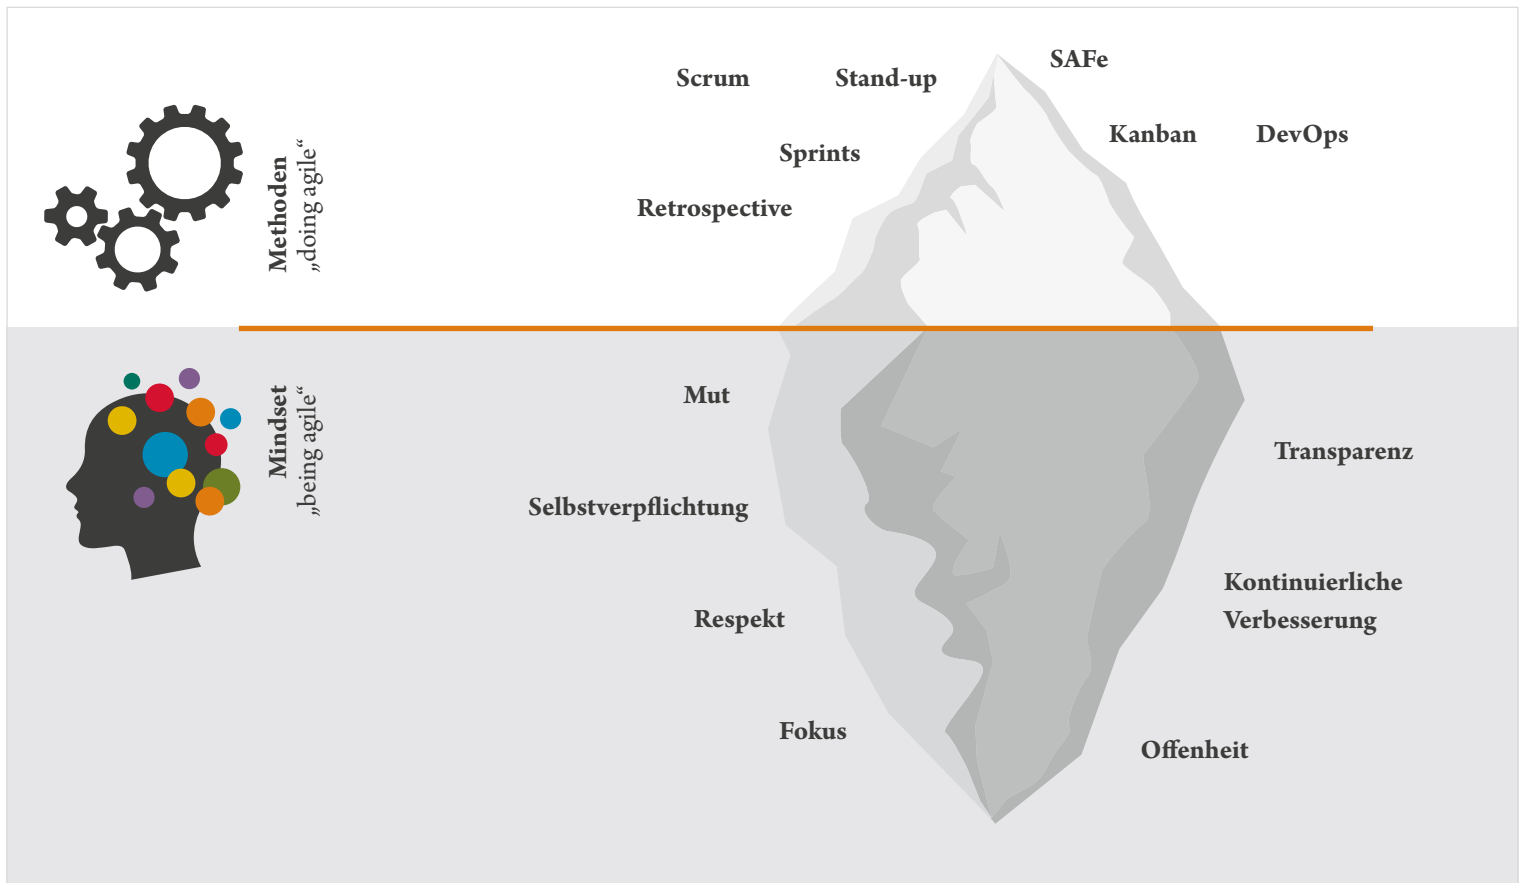 SAFe
Scrum
Stand-up
Kanban
DevOps
Sprints
Retrospective
Methoden
„doing agile“
Mut
Mindset
„being agile“
Transparenz
Selbstverpflichtung
Kontinuierliche
Verbesserung
Respekt
Fokus
Offenheit